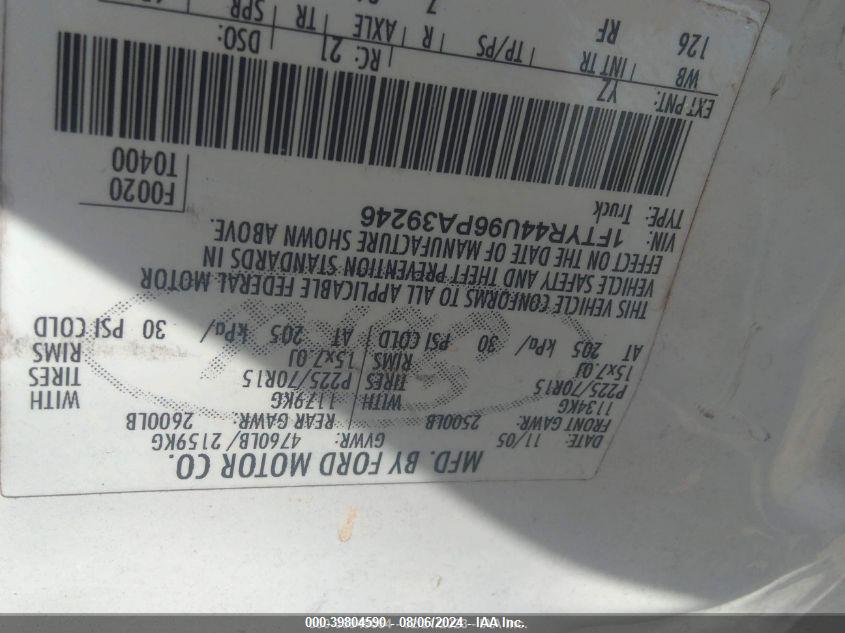 MFD. BY FORD MOTOR CO.
DATE: 11/05 GVWR: 4760LB/ 2159KG
FRONT GAWR: 2500LB REAR GAWR: 2600LB
1134KG WITH 1179KG WITH
P225/70R15 TIRES P225/70R15 TIRES
15x7.0J RIMS 15x7.0J RIMS
AT 205 kPa/ 30 PSI COLD AT 205 kPa/ 30 PSI COLD
THIS VEHICLE CONFORMS TO ALL APPLICABLE FEDERAL MOTOR
VEHICLE SAFETY AND THEFT PREVENTION STANDARDS IN
EFFECT ON THE DATE OF MANUFACTURE SHOWN ABOVE.
VIN: 1FTYR44U96PA39246
TYPE: Truck
F0020
T0400
EXT PNT: YZ RC: 21 DSO:
WB INT TR TP/PS R AXLE TR SPR
126 RF 7
000-39804590 - 08/06/2024 - IAA Inc.